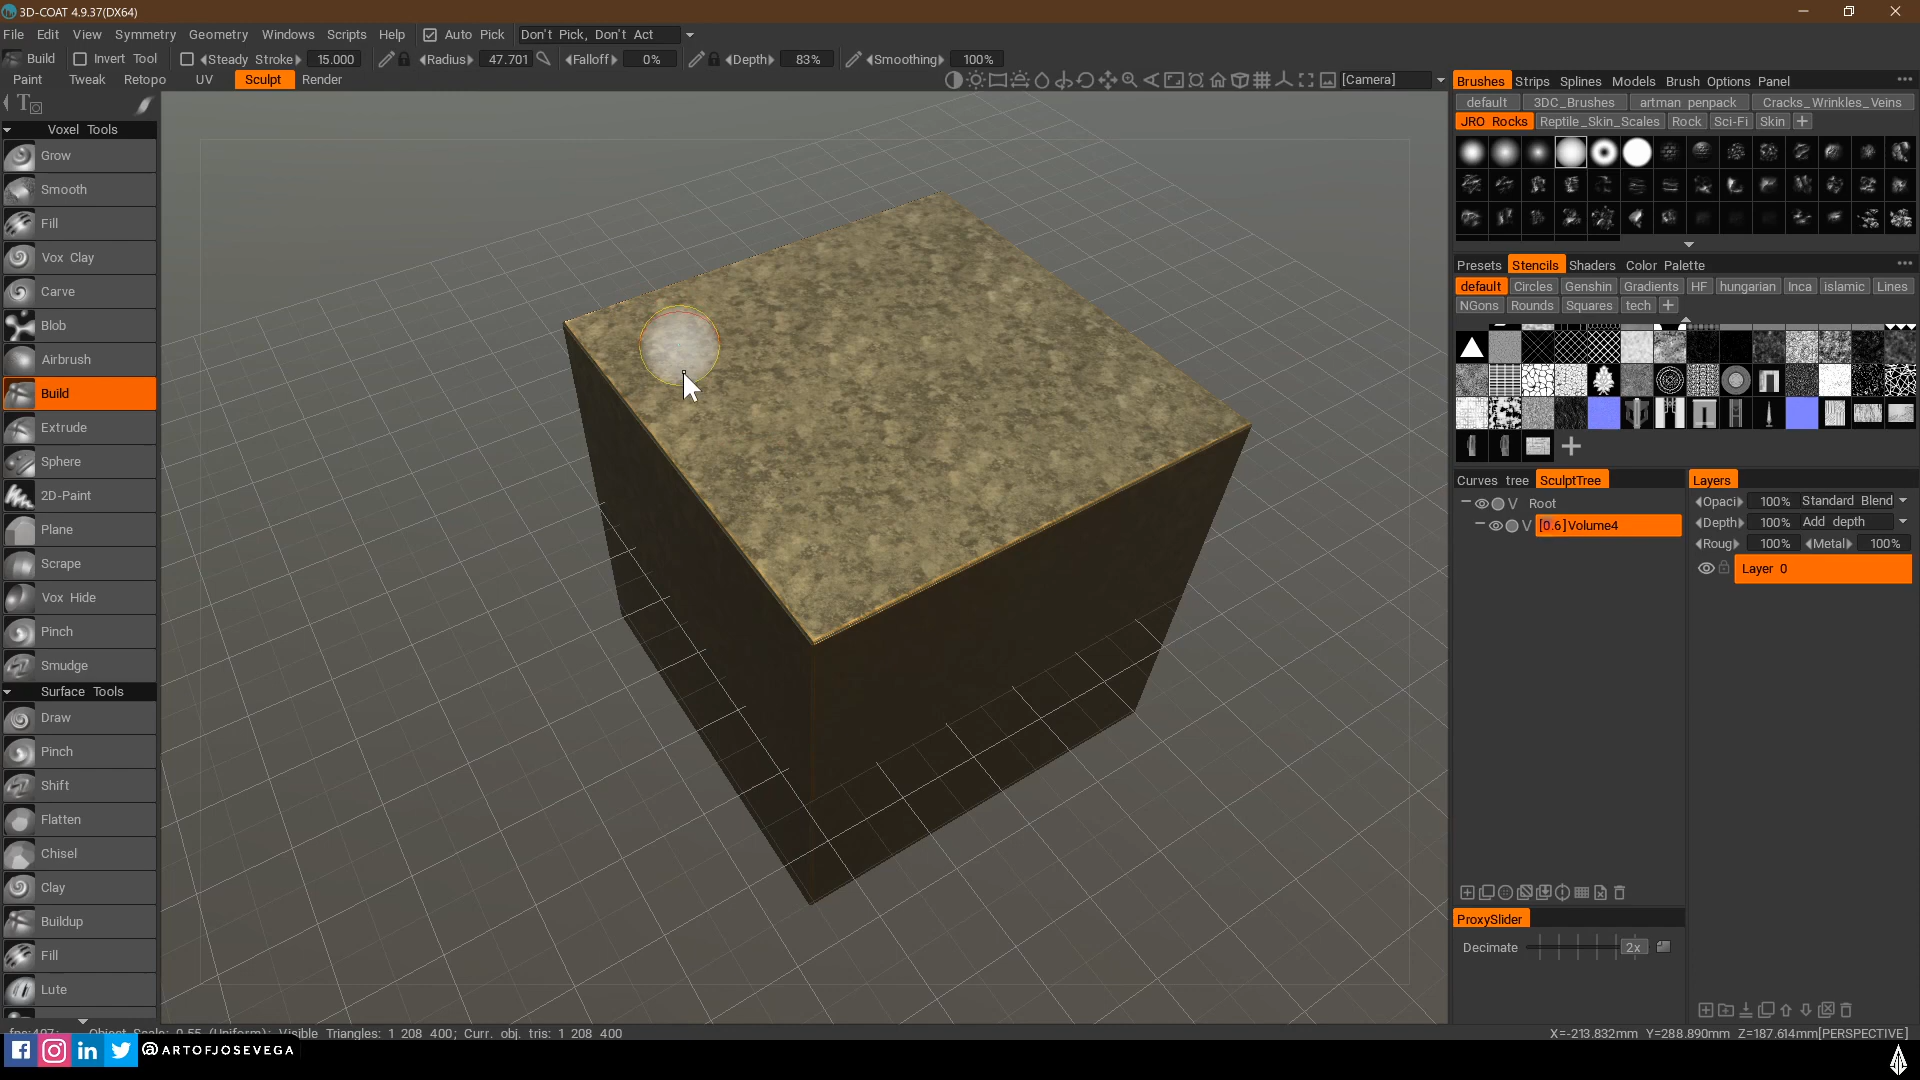 3D-COAT 4.9.37(DX64)
File Edit View Symmetry Geometry Windows Scripts Help Auto Pick Don't Pick, Don't Act
Build Invert Tool Steady Stroke 15.000 Radius 47.701 Falloff 0% Depth 83% Smoothing 100%
Paint Tweak Retopo UV Sculpt Render
[Camera]
Voxel Tools
Grow
Smooth
Fill
Vox Clay
Carve
Blob
Airbrush
Build
Extrude
Sphere
2D-Paint
Plane
Scrape
Vox Hide
Pinch
Smudge
Surface Tools
Draw
Pinch
Shift
Flatten
Chisel
Clay
Buildup
Fill
Lute
Brushes Strips Splines Models Brush Options Panel
default 3DC_Brushes artman penpack Cracks_Wrinkles_Veins
JRO Rocks Reptile_Skin_Scales Rock Sci-Fi Skin
Presets Stencils Shaders Color Palette
default Circles Genshin Gradients HF hungarian Inca islamic Lines
NGons Rounds Squares tech
Curves tree SculptTree
V Root
V [0.6]Volume4
Layers
Opaci 100% Standard Blend
Depth 100% Add depth
Roug 100% Metal 100%
Layer 0
ProxySlider
Decimate 2x
Object Scale: 0.55 (Uniform); Visible Triangles: 1 208 400; Curr. obj. tris: 1 208 400
X=-213.832mm Y=288.890mm Z=187.614mm[PERSPECTIVE]
@ARTOFJOSEVEGA